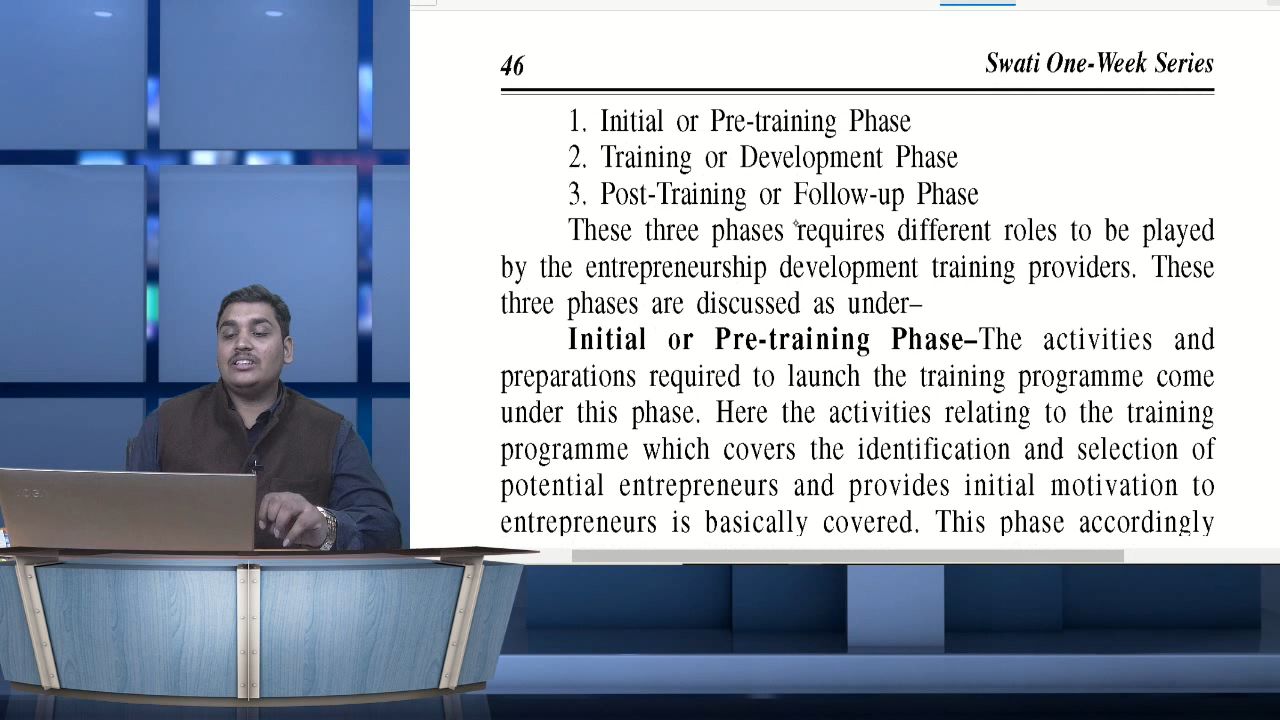 46 Swati One-Week Series
1. Initial or Pre-training Phase
2. Training or Development Phase
3. Post-Training or Follow-up Phase
These three phases requires different roles to be played
by the entrepreneurship development training providers. These
three phases are discussed as under–
Initial or Pre-training Phase–The activities and
preparations required to launch the training programme come
under this phase. Here the activities relating to the training
programme which covers the identification and selection of
potential entrepreneurs and provides initial motivation to
entrepreneurs is basically covered. This phase accordingly